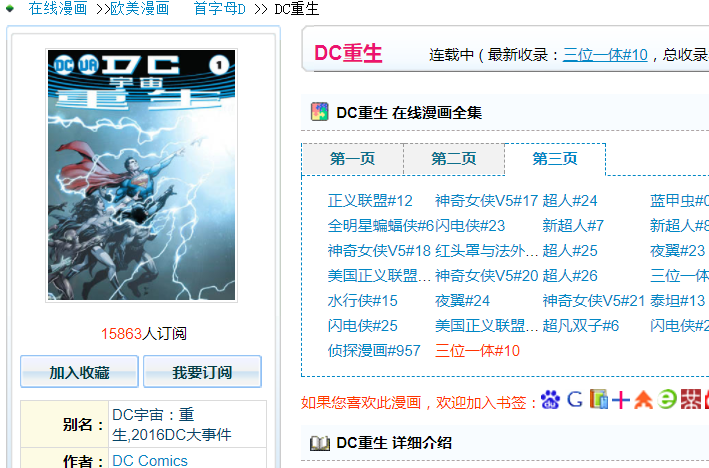 在线漫画 >>欧美漫画 首字母D >> DC重生
DC UA DC 1
宇宙
重生
15863人订阅
加入收藏 我要订阅
别名： DC宇宙：重生,2016DC大事件
作者： DC Comics
DC重生 连载中 ( 最新收录：三位一体#10，总收录
DC重生 在线漫画全集
第一页 第二页 第三页
正义联盟#12 神奇女侠V5#17 超人#24 蓝甲虫#
全明星蝙蝠侠#6 闪电侠#23 新超人#7 新超人#8
神奇女侠V5#18 红头罩与法外... 超人#25 夜翼#23
美国正义联盟... 神奇女侠V5#20 超人#26 三位一体
水行侠#15 夜翼#24 神奇女侠V5#21 泰坦#13
闪电侠#25 美国正义联盟... 超凡双子#6 闪电侠#2
侦探漫画#957 三位一体#10
如果您喜欢此漫画，欢迎加入书签：
DC重生 详细介绍